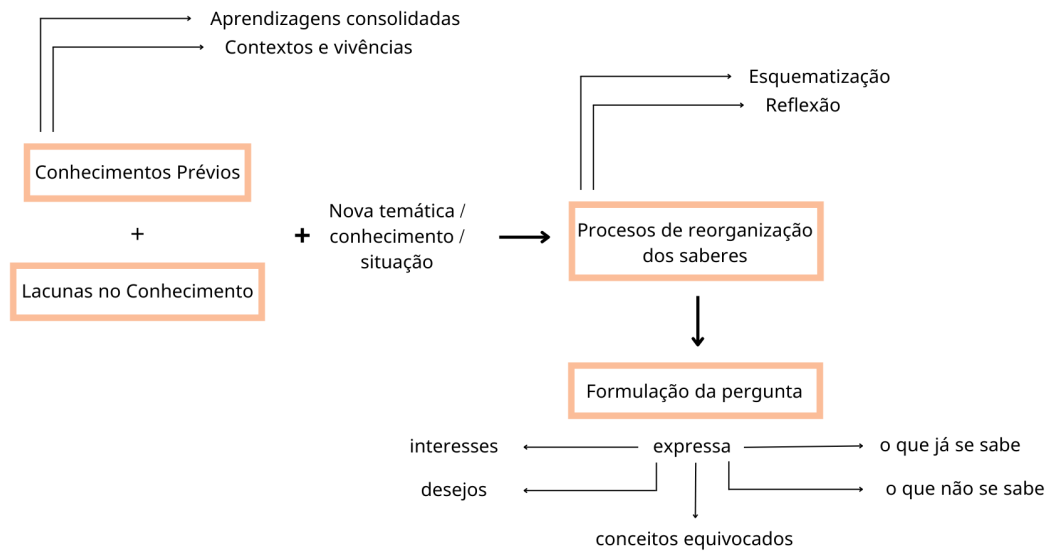 Aprendizagens consolidadas
Contextos e vivências
Esquematização
Reflexão
Conhecimentos Prévios
+
Lacunas no Conhecimento
+
Nova temática /
conhecimento /
situação
Procesos de reorganização
dos saberes
Formulação da pergunta
interesses
expressa
o que já se sabe
desejos
o que não se sabe
conceitos equivocados